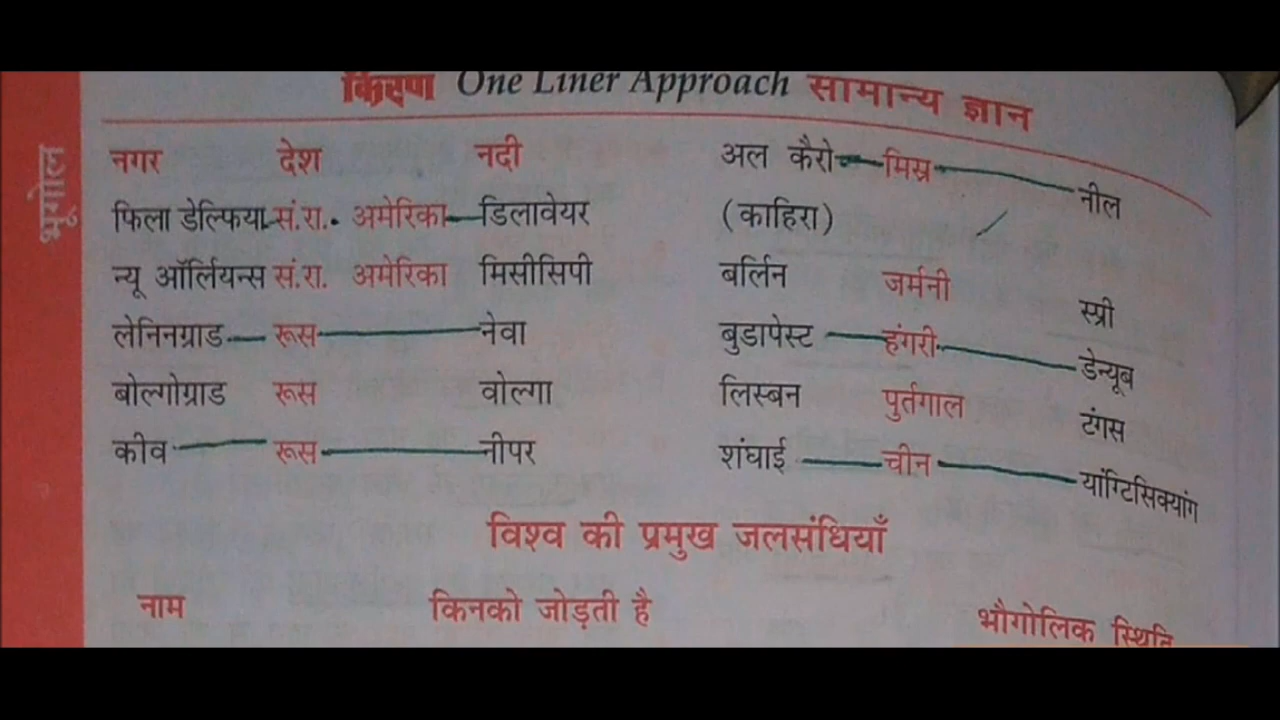 किरण One Liner Approach सामान्य ज्ञान
भूगोल
नगर देश नदी
फिला डेल्फिया सं.रा. अमेरिका डिलावेयर
न्यू ऑर्लियन्स सं.रा. अमेरिका मिसीसिपी
लेनिनग्राड रूस नेवा
बोल्गोग्राड रूस वोल्गा
कीव रूस नीपर
अल कैरो मिस्र नील
(काहिरा)
बर्लिन जर्मनी स्प्री
बुडापेस्ट हंगरी डेन्यूब
लिस्बन पुर्तगाल टंगस
शंघाई चीन यांग्टिसिक्यांग
विश्व की प्रमुख जलसंधियाँ
नाम किनको जोड़ती है भौगोलिक स्थिति